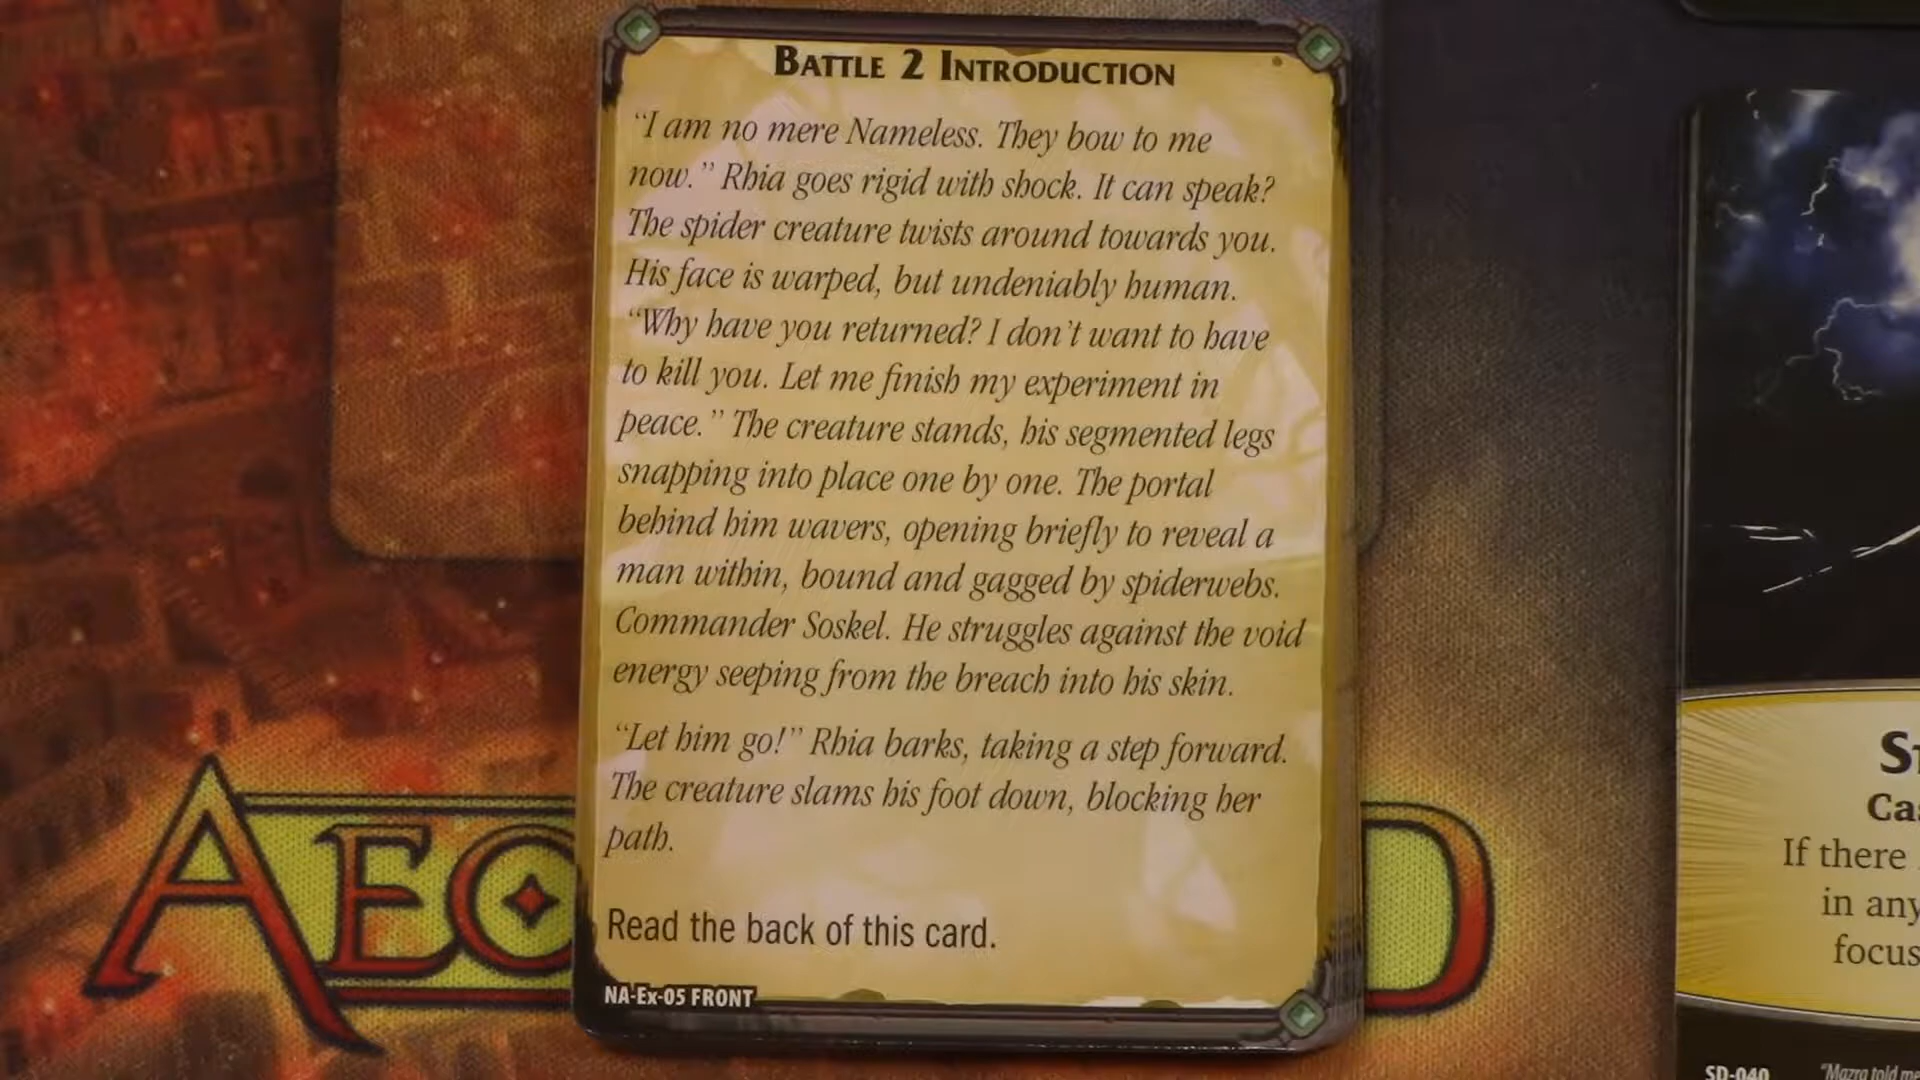 BATTLE 2 INTRODUCTION
“I am no mere Nameless. They bow to me
now.” Rhia goes rigid with shock. It can speak?
The spider creature twists around towards you.
His face is warped, but undeniably human.
“Why have you returned? I don’t want to have
to kill you. Let me finish my experiment in
peace.” The creature stands, his segmented legs
snapping into place one by one. The portal
behind him wavers, opening briefly to reveal a
man within, bound and gagged by spiderwebs.
Commander Soskel. He struggles against the void
energy seeping from the breach into his skin.
“Let him go!” Rhia barks, taking a step forward.
The creature slams his foot down, blocking her
path.
Read the back of this card.
NA-Ex-05 FRONT
If there
in any
focus
SD-040
"Mazra told me